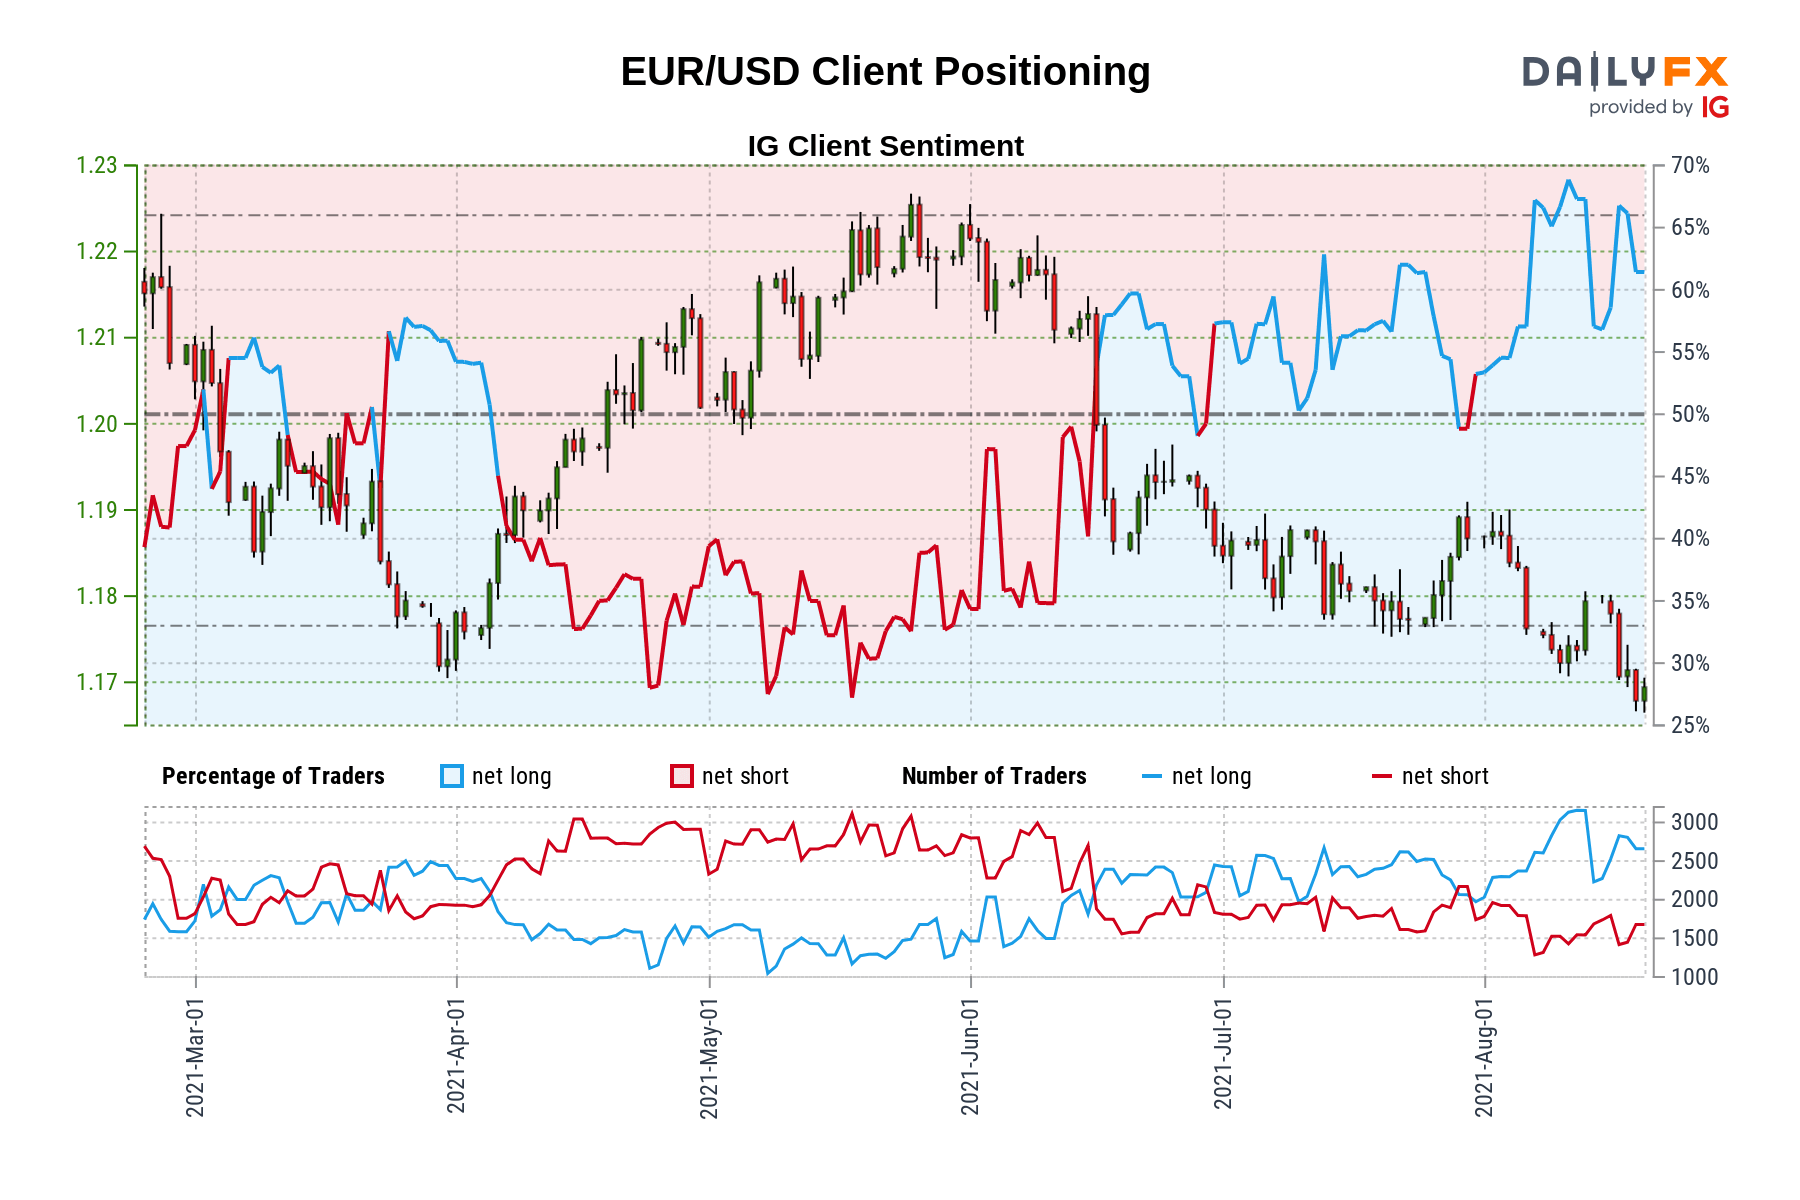 EUR/USD Client Positioning
DAILYFX
provided by IG
IG Client Sentiment
1.23
1.22
1.21
1.20
1.19
1.18
1.17
70%
65%
60%
55%
50%
45%
40%
35%
30%
25%
Percentage of Traders net long net short Number of Traders net long net short
3000
2500
2000
1500
1000
2021-Mar-01
2021-Apr-01
2021-May-01
2021-Jun-01
2021-Jul-01
2021-Aug-01